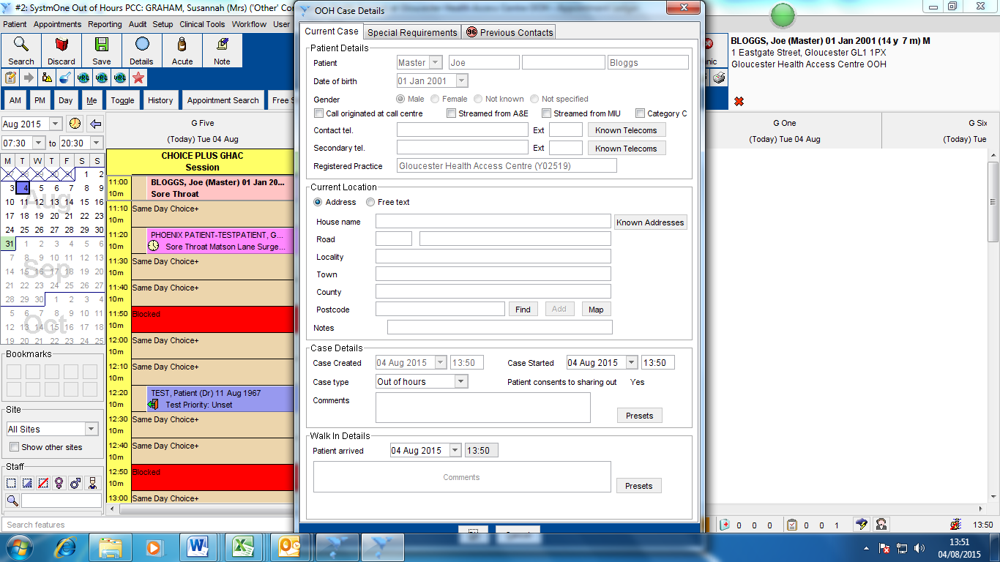 #2: SystmOne Out of Hours PCC: GRAHAM, Susannah (Mrs) ('Other' Co
OOH Case Details
Patient Appointments Reporting Audit Setup Clinical Tools Workflow User
Search Discard Save Details Acute Note
AM PM Day Me Toggle History Appointment Search Free S
Aug 2015
07:30 to 20:30
M T W T F S S
1 2
3 4 5 6 7 8 9
10 11 12 13 14 15 16
17 18 19 20 21 22 23
24 25 26 27 28 29 30
31 1 2 3 4 5 6
7 8 9 10 11 12 13
14 15 16 17 18 19 20
21 22 23 24 25 26 27
28 29 30 1 2 3 4
5 6 7 8 9 10 11
12 13 14 15 16 17 18
19 20 21 22 23 24 25
Aug
Sep
Oct
Bookmarks
Site
All Sites
Show other sites
Staff
Search features
G Five
(Today) Tue 04 Aug
CHOICE PLUS GHAC
Session
11:00 BLOGGS, Joe (Master) 01 Jan 20...
10m Sore Throat
11:10 Same Day Choice+
10m
11:20 PHOENIX PATIENT-TESTPATIENT, G...
10m Sore Throat Matson Lane Surge...
11:30 Same Day Choice+
10m
11:40 Same Day Choice+
10m
11:50 Blocked
10m
12:00 Same Day Choice+
10m
12:10 Same Day Choice+
10m
12:20 TEST, Patient (Dr) 11 Aug 1967
10m Test Priority: Unset
12:30 Same Day Choice+
10m
12:40 Same Day Choice+
10m
12:50 Blocked
10m
13:00 Same Day Choice+
Current Case Special Requirements 96 Previous Contacts
Patient Details
Patient Master Joe Bloggs
Date of birth 01 Jan 2001
Gender Male Female Not known Not specified
Call originated at call centre Streamed from A&E Streamed from MIU Category C
Contact tel. Ext Known Telecoms
Secondary tel. Ext Known Telecoms
Registered Practice Gloucester Health Access Centre (Y02519)
Current Location
Address Free text
House name Known Addresses
Road
Locality
Town
County
Postcode Find Add Map
Notes
Case Details
Case Created 04 Aug 2015 13:50 Case Started 04 Aug 2015 13:50
Case type Out of hours Patient consents to sharing out Yes
Comments
Presets
Walk In Details
Patient arrived 04 Aug 2015 13:50
Comments
Presets
BLOGGS, Joe (Master) 01 Jan 2001 (14 y 7 m) M
1 Eastgate Street, Gloucester GL1 1PX
Gloucester Health Access Centre OOH
G One
(Today) Tue 04 Aug
G Six
(Today) Tue
0 0 0 0 0 1 13:50
13:51
04/08/2015